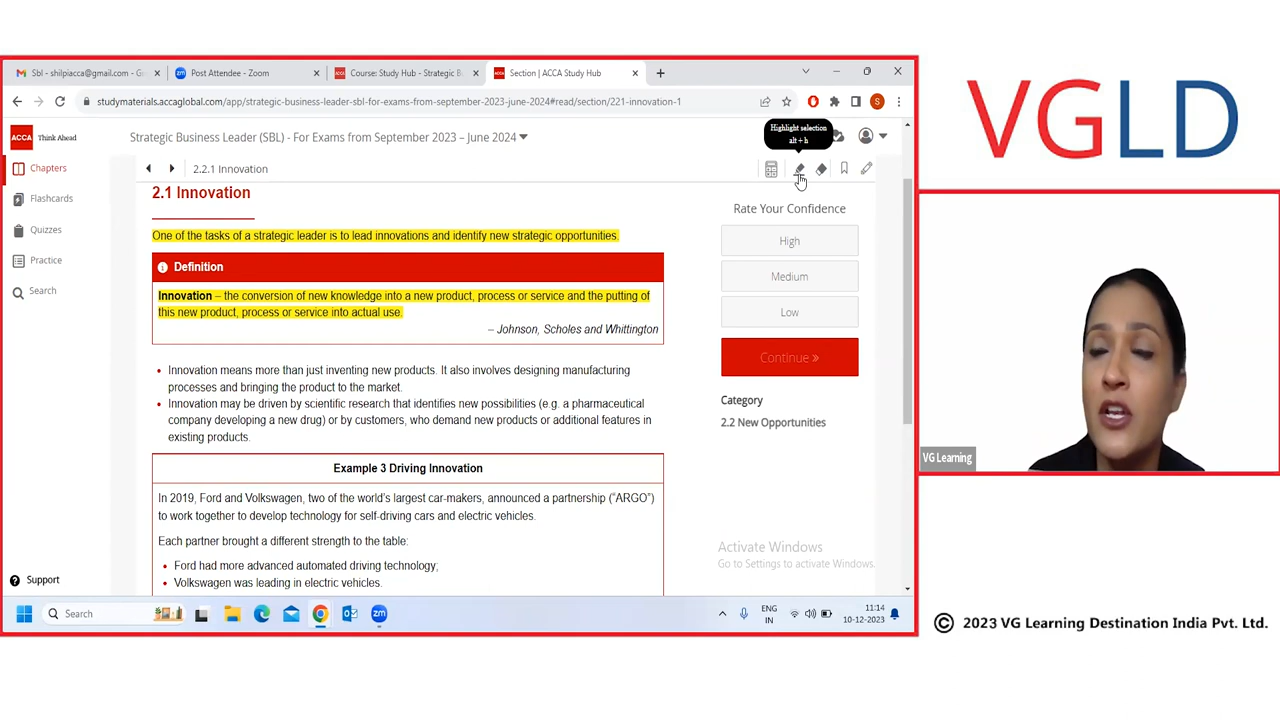 Sbl - shilpiacca@gmail.com - G
Post Attendee - Zoom
Course: Study Hub - Strategic B
Section | ACCA Study Hub
studymaterials.accaglobal.com/app/strategic-business-leader-sbl-for-exams-from-september-2023-june-2024#read/section/221-innovation-1
S
ACCA
Think Ahead
Strategic Business Leader (SBL) - For Exams from September 2023 – June 2024
Highlight selection
alt + h
Chapters
Flashcards
Quizzes
Practice
Search
Support
2.2.1 Innovation
2.1 Innovation
One of the tasks of a strategic leader is to lead innovations and identify new strategic opportunities.
Definition
Innovation – the conversion of new knowledge into a new product, process or service and the putting of
this new product, process or service into actual use.
– Johnson, Scholes and Whittington
• Innovation means more than just inventing new products. It also involves designing manufacturing
processes and bringing the product to the market.
• Innovation may be driven by scientific research that identifies new possibilities (e.g. a pharmaceutical
company developing a new drug) or by customers, who demand new products or additional features in
existing products.
Example 3 Driving Innovation
In 2019, Ford and Volkswagen, two of the world's largest car-makers, announced a partnership ("ARGO")
to work together to develop technology for self-driving cars and electric vehicles.
Each partner brought a different strength to the table:
• Ford had more advanced automated driving technology;
• Volkswagen was leading in electric vehicles.
Rate Your Confidence
High
Medium
Low
Continue »
Category
2.2 New Opportunities
Activate Windows
Go to Settings to activate Windows.
Search
ENG
IN
11:14
10-12-2023
VGLD
VG Learning
© 2023 VG Learning Destination India Pvt. Ltd.